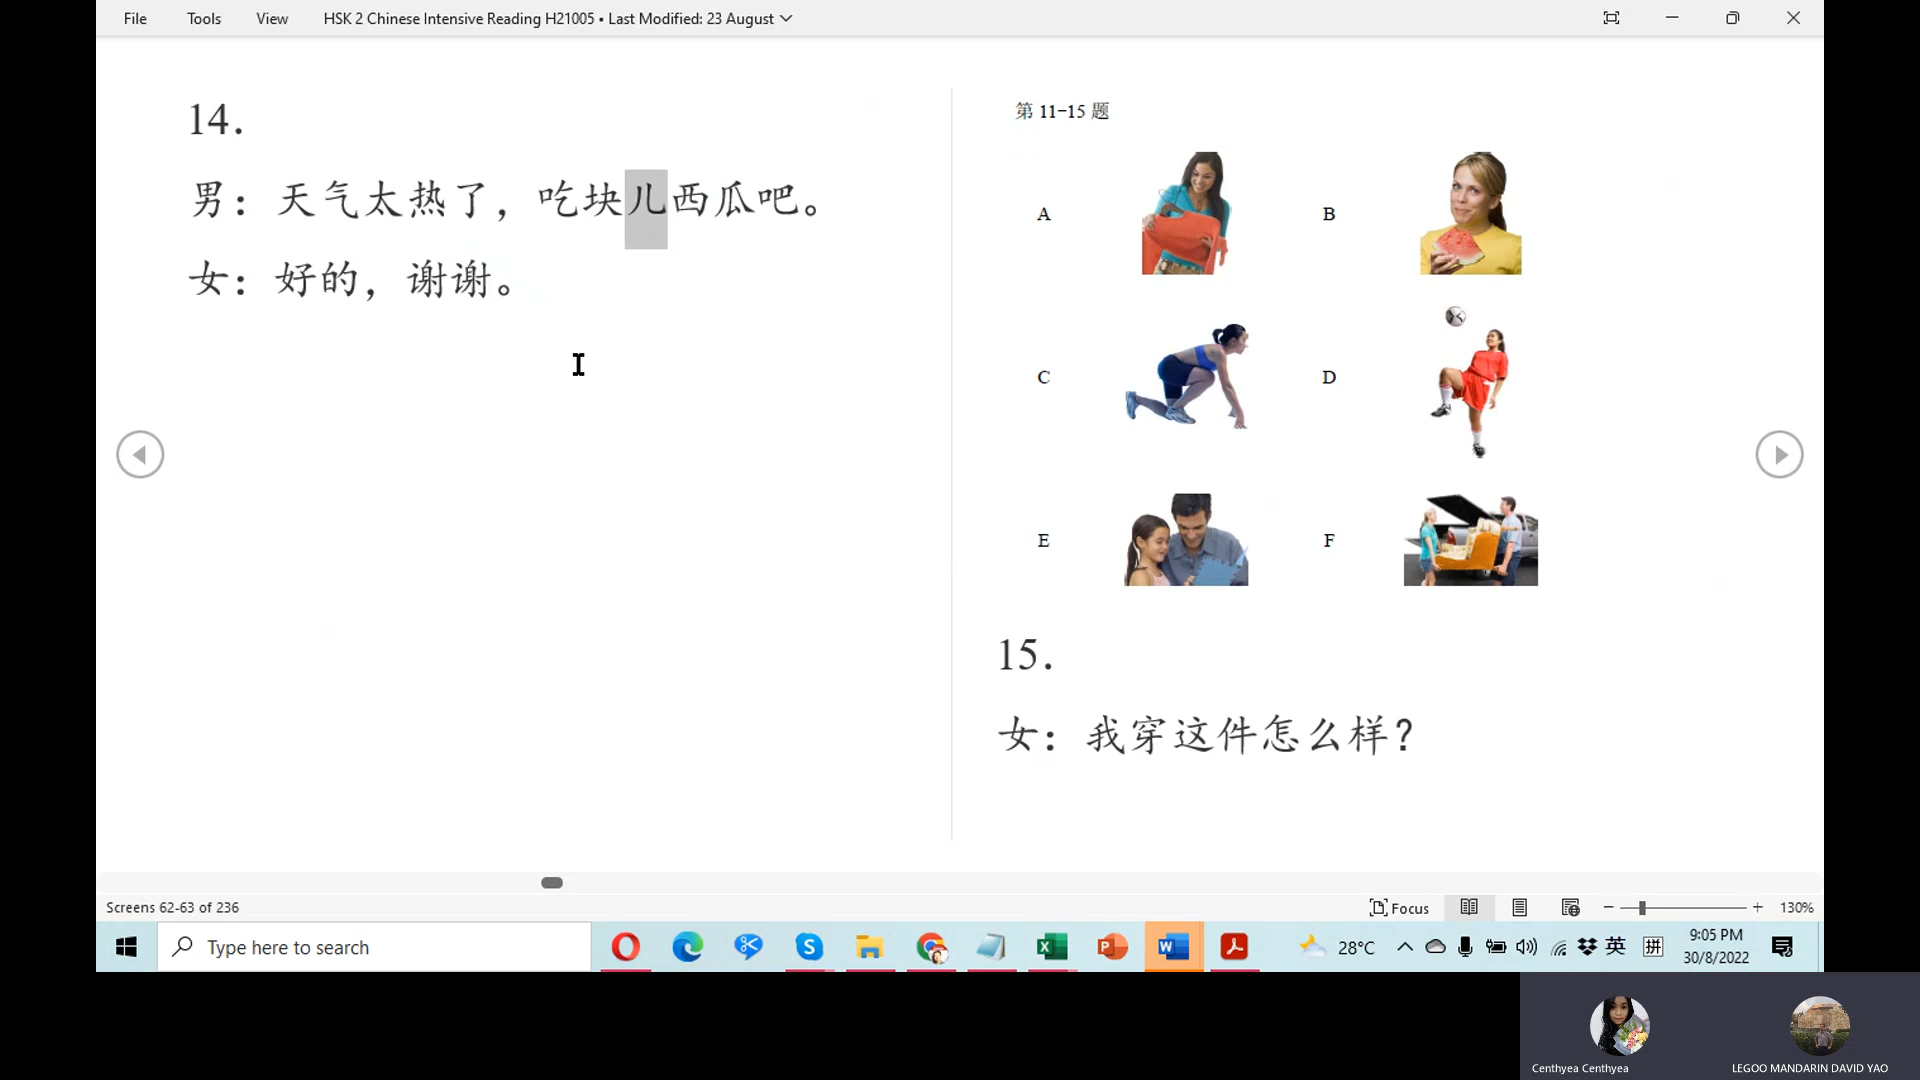 File Tools View HSK 2 Chinese Intensive Reading H21005 • Last Modified: 23 August
14.
男：天气太热了，吃块儿西瓜吧。
女：好的，谢谢。
第 11-15 题
A B
C D
E F
15.
女：我穿这件怎么样？
Screens 62-63 of 236 Focus 130%
Type here to search 28°C 英 拼 9:05 PM
30/8/2022
Centhyea Centhyea LEGOO MANDARIN DAVID YAO